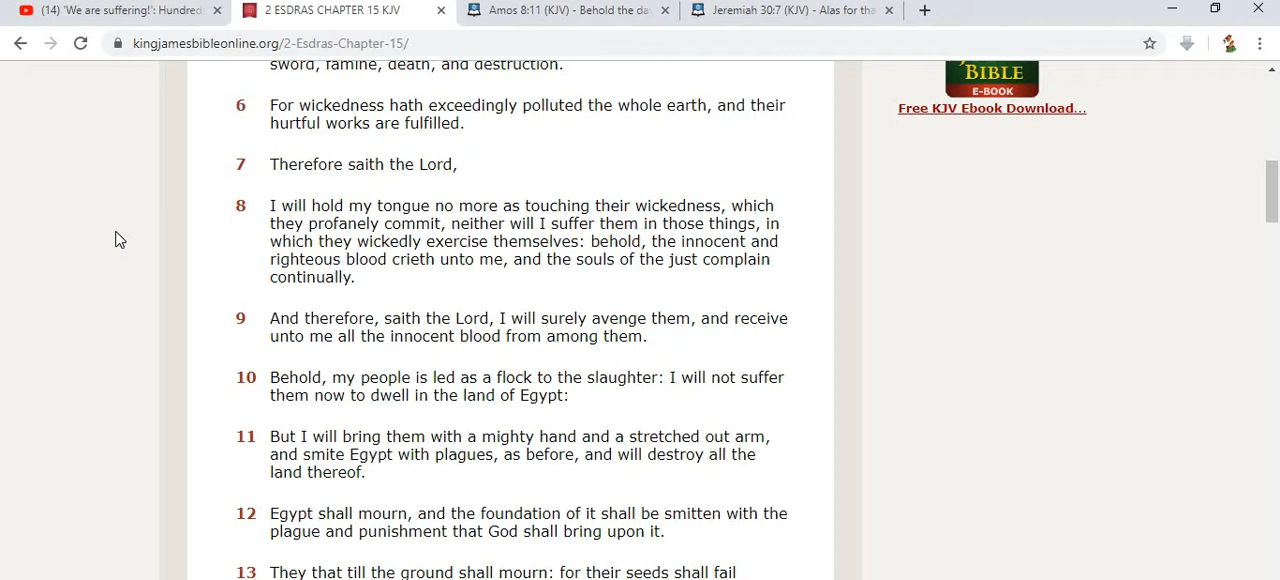 (14) 'We are suffering!': Hundred
2 ESDRAS CHAPTER 15 KJV
Amos 8:11 (KJV) - Behold the da
Jeremiah 30:7 (KJV) - Alas for tha
kingjamesbibleonline.org/2-Esdras-Chapter-15/
sword, famine, death, and destruction.
BIBLE
E-BOOK
Free KJV Ebook Download...
6 For wickedness hath exceedingly polluted the whole earth, and their
hurtful works are fulfilled.
7 Therefore saith the Lord,
8 I will hold my tongue no more as touching their wickedness, which
they profanely commit, neither will I suffer them in those things, in
which they wickedly exercise themselves: behold, the innocent and
righteous blood crieth unto me, and the souls of the just complain
continually.
9 And therefore, saith the Lord, I will surely avenge them, and receive
unto me all the innocent blood from among them.
10 Behold, my people is led as a flock to the slaughter: I will not suffer
them now to dwell in the land of Egypt:
11 But I will bring them with a mighty hand and a stretched out arm,
and smite Egypt with plagues, as before, and will destroy all the
land thereof.
12 Egypt shall mourn, and the foundation of it shall be smitten with the
plague and punishment that God shall bring upon it.
13 They that till the ground shall mourn: for their seeds shall fail